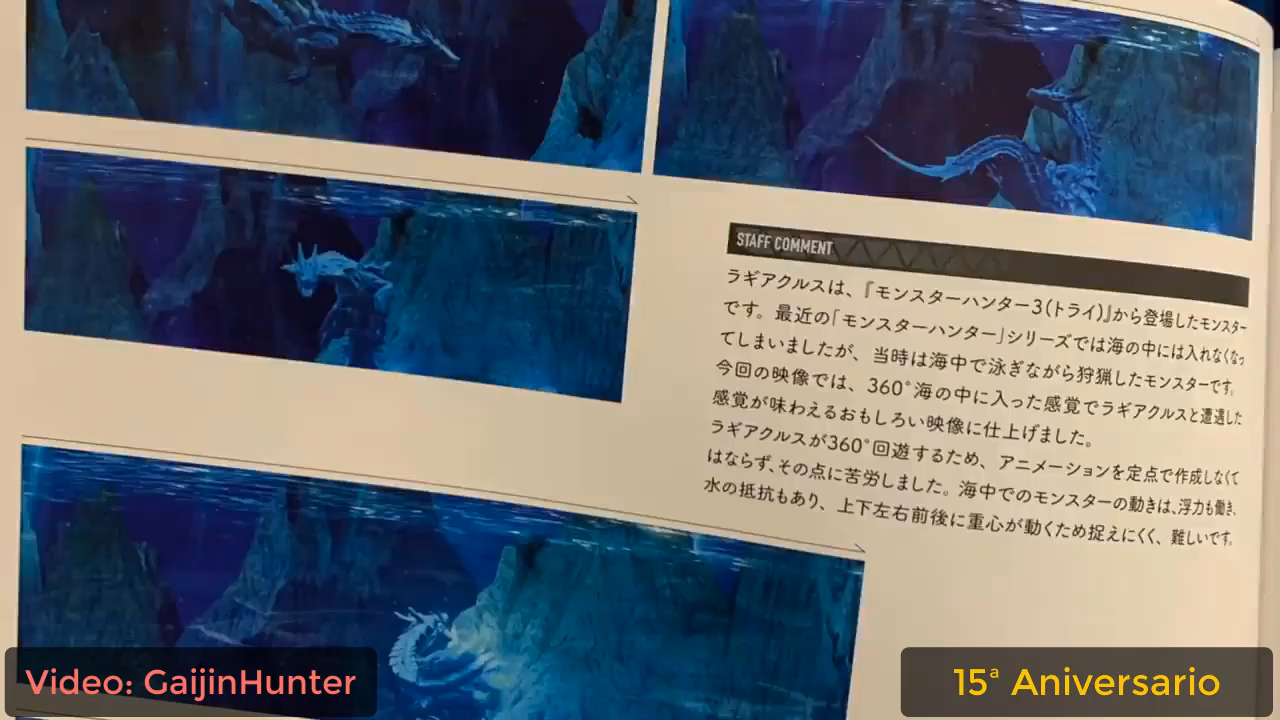 STAFF COMMENT
ラギアクルスは、『モンスターハンター3(トライ)』から登場したモンスター
です。最近の「モンスターハンター」シリーズでは海の中には入れなくなっ
てしまいましたが、当時は海中で泳ぎながら狩猟したモンスターです。
今回の映像では、360°海の中に入った感覚でラギアクルスと遭遇した
感覚が味わえるおもしろい映像に仕上げました。
ラギアクルスが360°回遊するため、アニメーションを定点で作成しなくて
はならず、その点に苦労しました。海中でのモンスターの動きは、浮力も働き、
水の抵抗もあり、上下左右前後に重心が動くため捉えにくく、難しいです。
Video: GaijinHunter
15ª Aniversario